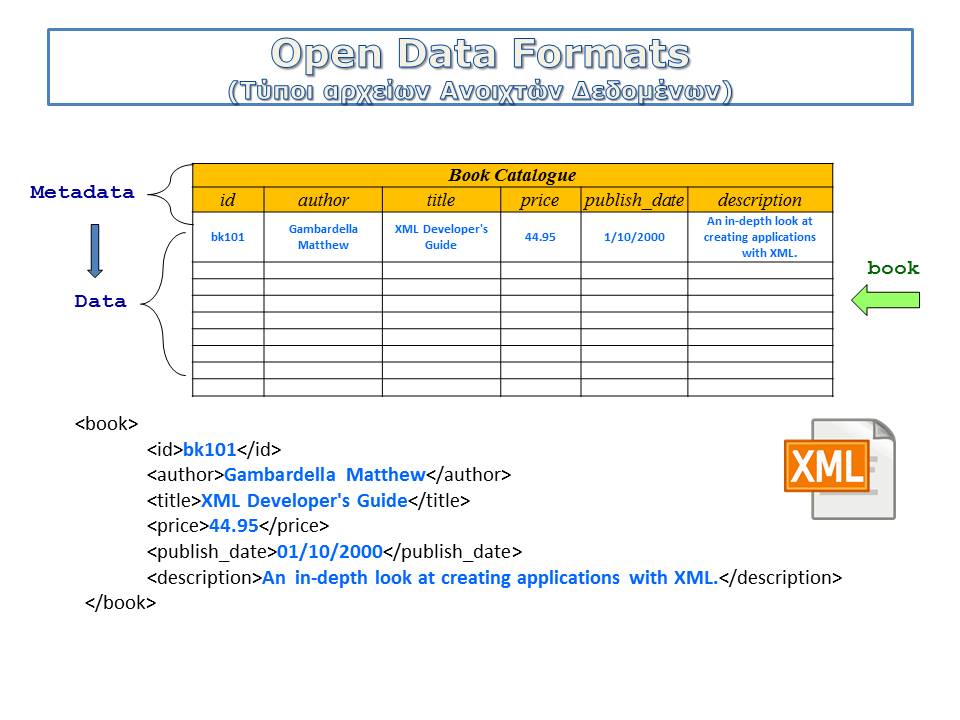 Open Data Formats
(Τύποι αρχείων Ανοιχτών Δεδομένων)
Metadata
Data
Book Catalogue
id author title price publish_date description
bk101 Gambardella Matthew XML Developer's Guide 44.95 1/10/2000 An in-depth look at creating applications with XML.
book
<book>
<id>bk101</id>
<author>Gambardella Matthew</author>
<title>XML Developer's Guide</title>
<price>44.95</price>
<publish_date>01/10/2000</publish_date>
<description>An in-depth look at creating applications with XML.</description>
</book>
XML